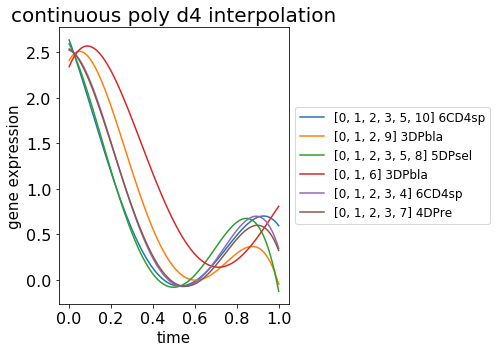 continuous poly d4 interpolation
gene expression
2.5
2.0
1.5
1.0
0.5
0.0
0.0 0.2 0.4 0.6 0.8 1.0
time
[0, 1, 2, 3, 5, 10] 6CD4sp
[0, 1, 2, 9] 3DPbla
[0, 1, 2, 3, 5, 8] 5DPsel
[0, 1, 6] 3DPbla
[0, 1, 2, 3, 4] 6CD4sp
[0, 1, 2, 3, 7] 4DPre